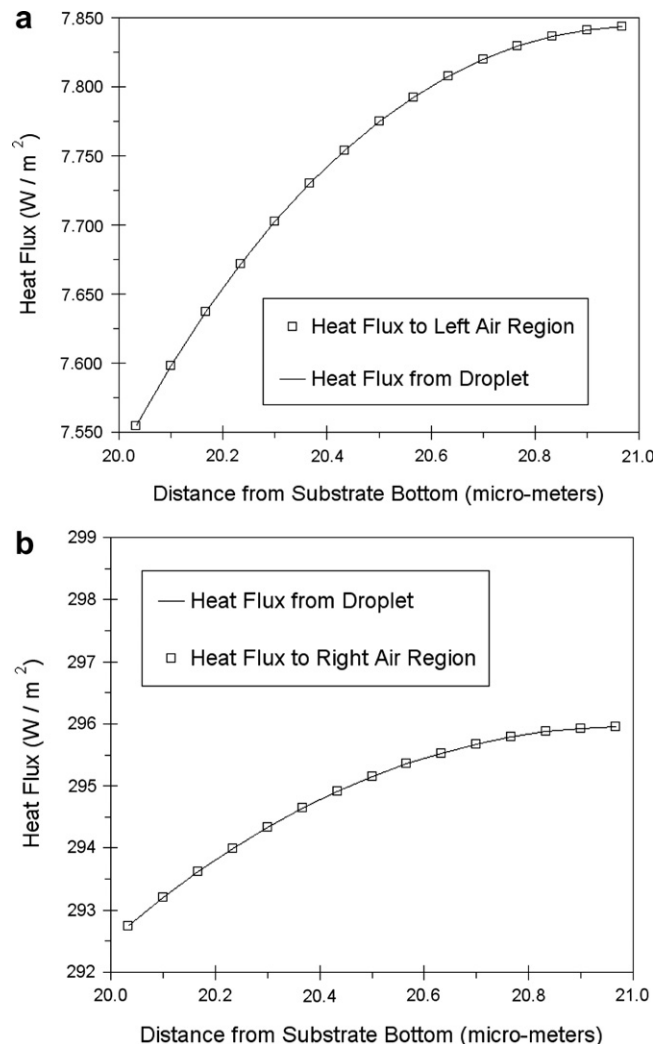 a
7.850
7.800
7.750
7.700
7.650
7.600
7.550
Heat Flux (W / m²)
Heat Flux to Left Air Region
Heat Flux from Droplet
20.0 20.2 20.4 20.6 20.8 21.0
Distance from Substrate Bottom (micro-meters)
b
299
298
297
296
295
294
293
292
Heat Flux (W / m²)
Heat Flux from Droplet
Heat Flux to Right Air Region
20.0 20.2 20.4 20.6 20.8 21.0
Distance from Substrate Bottom (micro-meters)